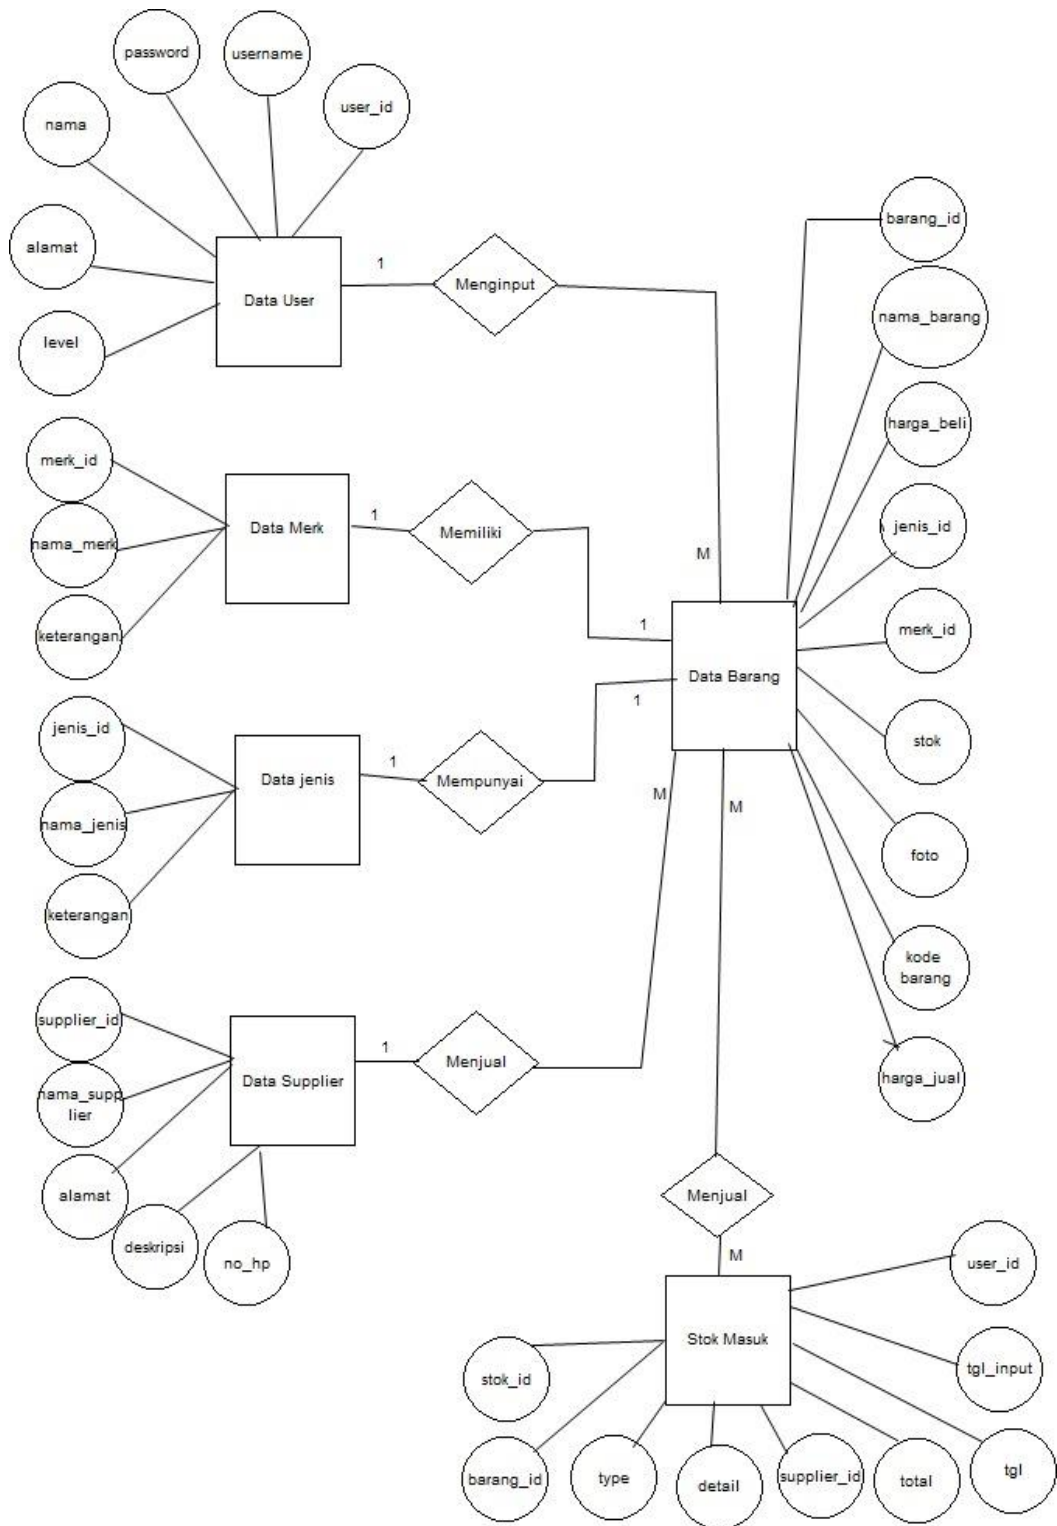 password
username
user_id
nama
alamat
level
Data User
1
Menginput
barang_id
nama_barang
harga_beli
jenis_id
merk_id
stok
foto
kode
barang
harga_jual
merk_id
nama_merk
keterangan
Data Merk
1
Memiliki
M
1
Data Barang
1
M
M
jenis_id
nama_jenis
keterangan
Data jenis
1
Mempunyai
supplier_id
nama_supp
lier
alamat
deskripsi
no_hp
Data Supplier
1
Menjual
Menjual
M
Stok Masuk
user_id
tgl_input
tgl
total
supplier_id
detail
type
barang_id
stok_id